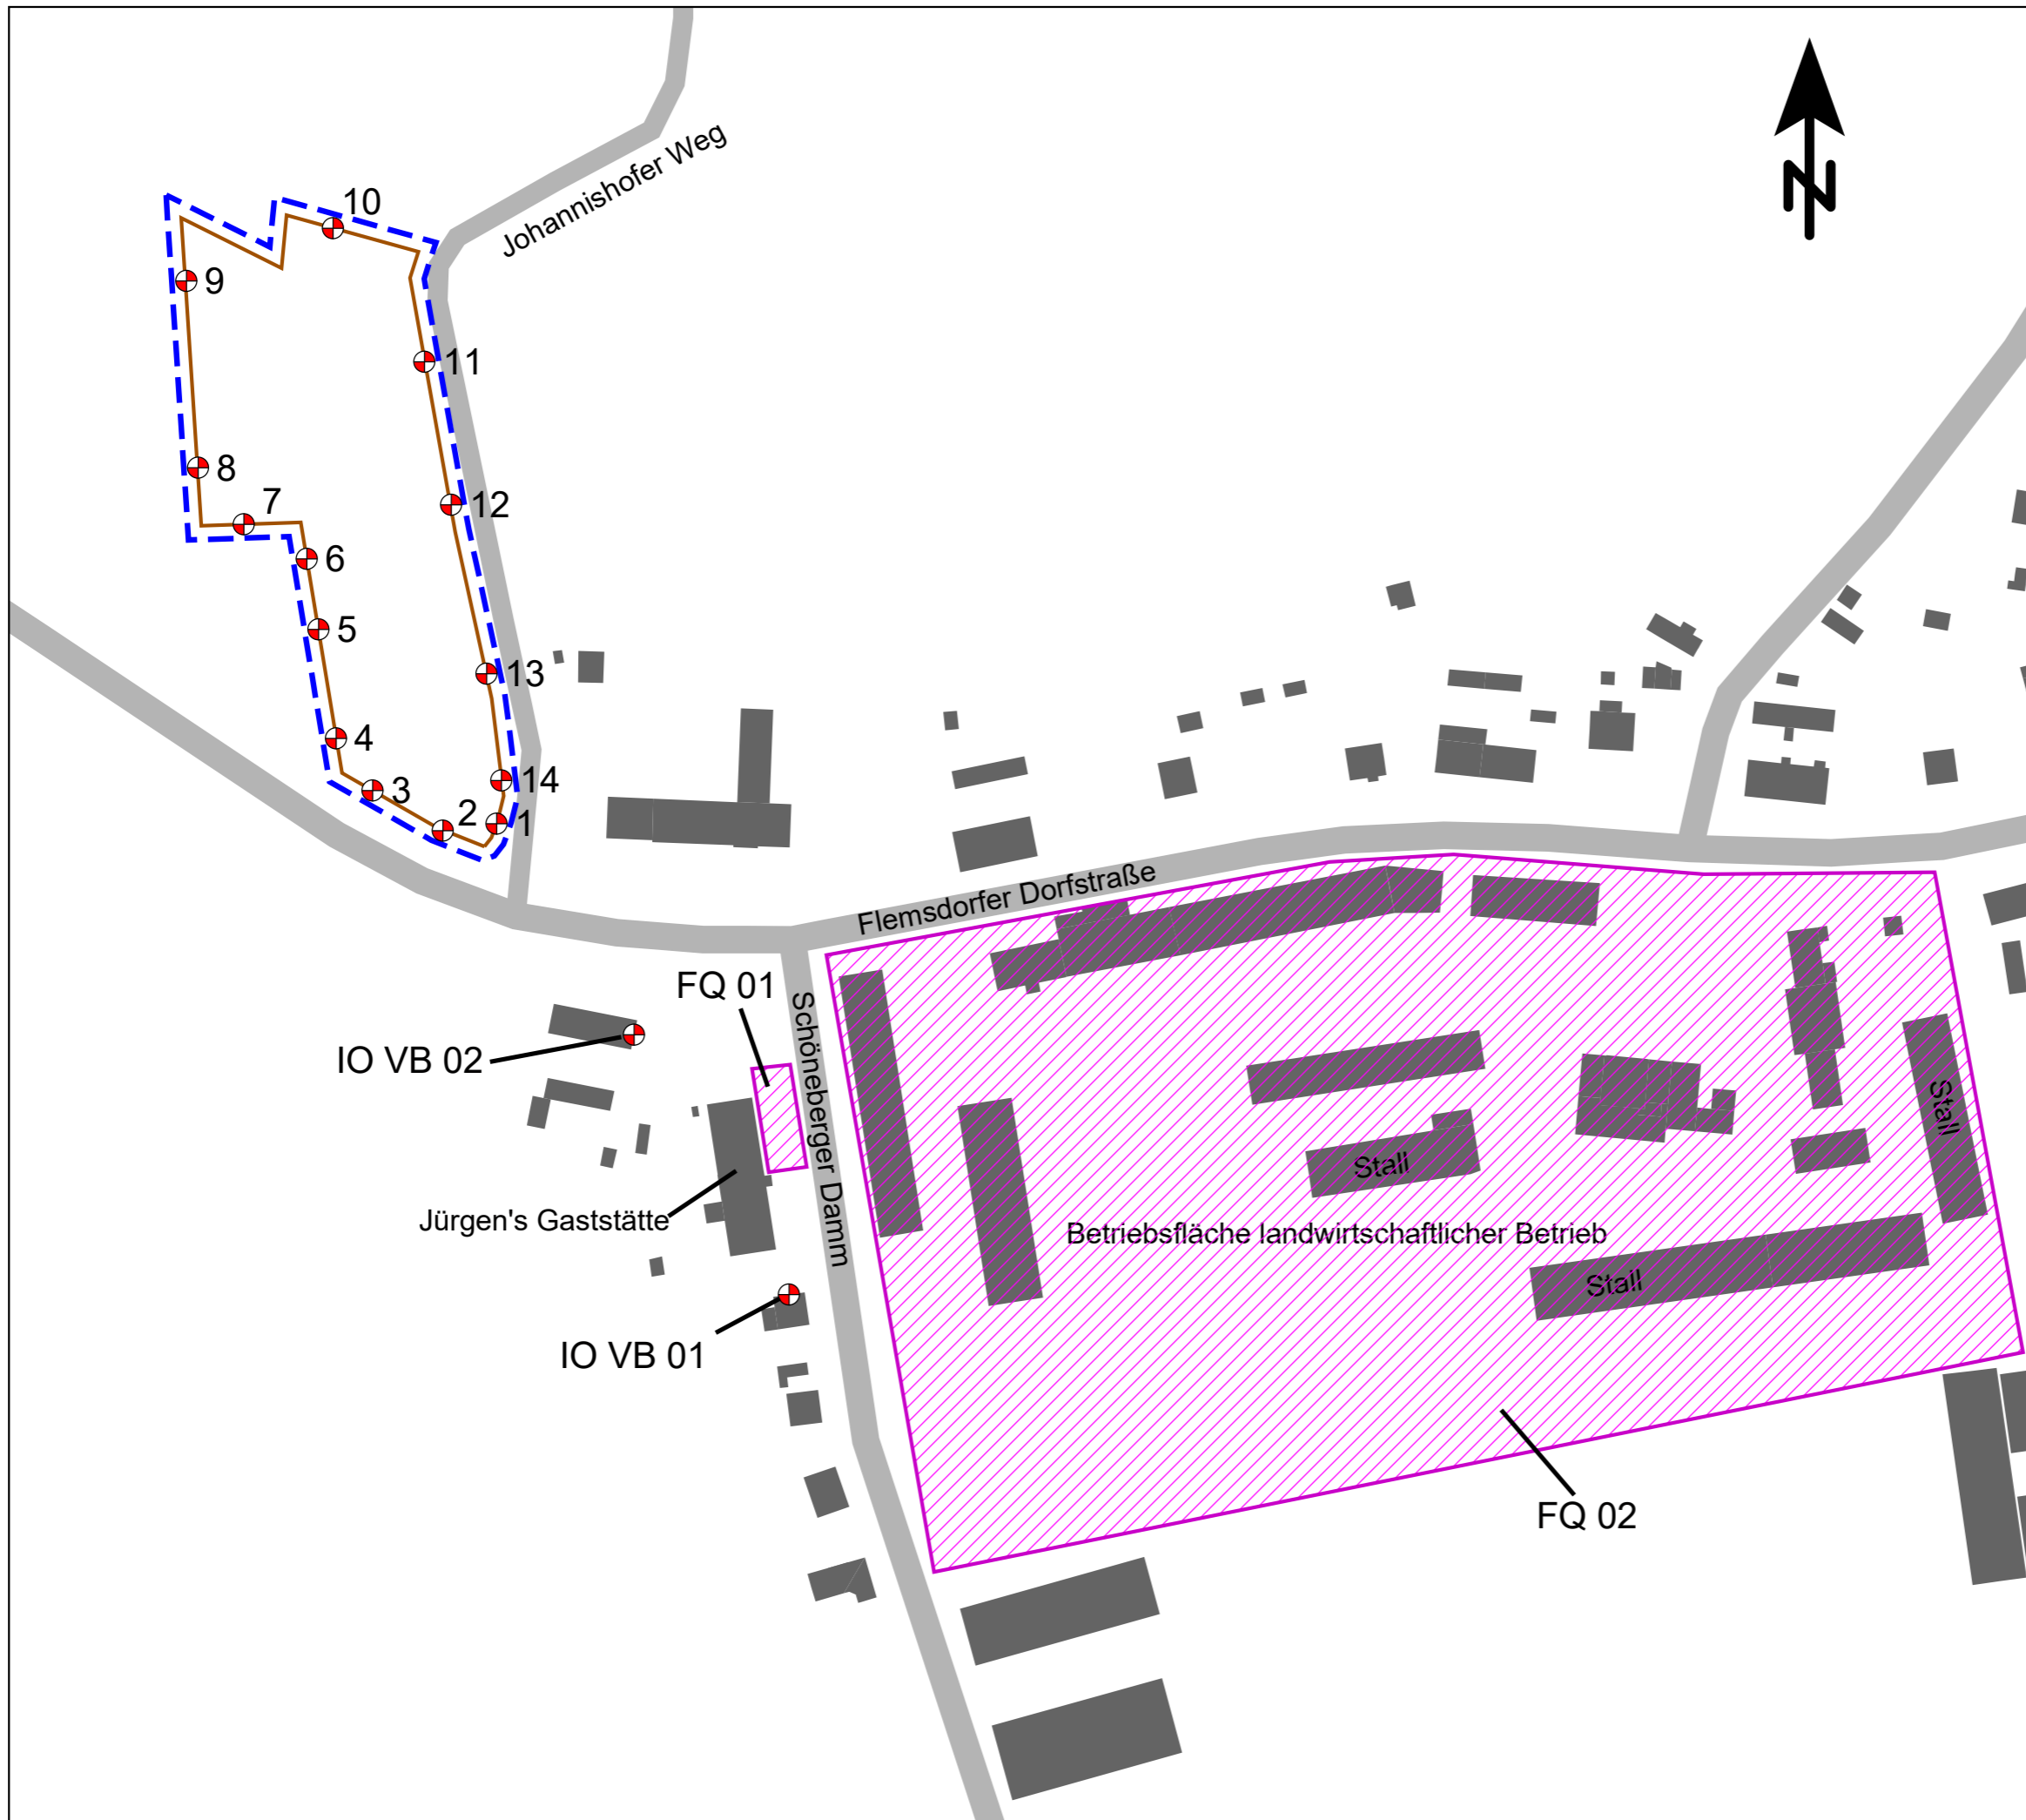 Johannishofer Weg
N
10
9
11
8
7
12
6
5
13
4
14
3
2
1
Flemsdorfer Dorfstraße
FQ 01
Schöneberger Damm
IO VB 02
Stall
Stall
Jürgen's Gaststätte
Betriebsfläche landwirtschaftlicher Betrieb
Stall
IO VB 01
FQ 02